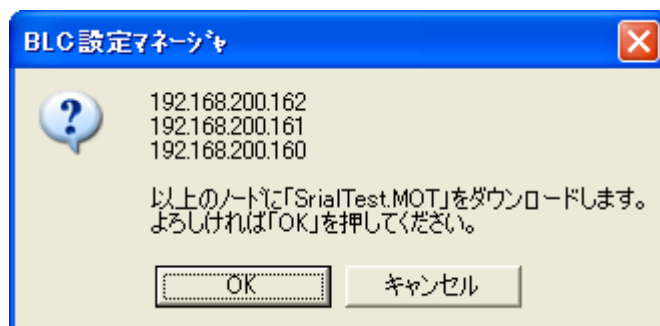 BLC設定ﾏﾈｰｼﾞｬ
192.168.200.162
192.168.200.161
192.168.200.160
以上のノードに「SrialTest.MOT」をダウンロードします。
よろしければ「OK」を押してください。
OK
キャンセル